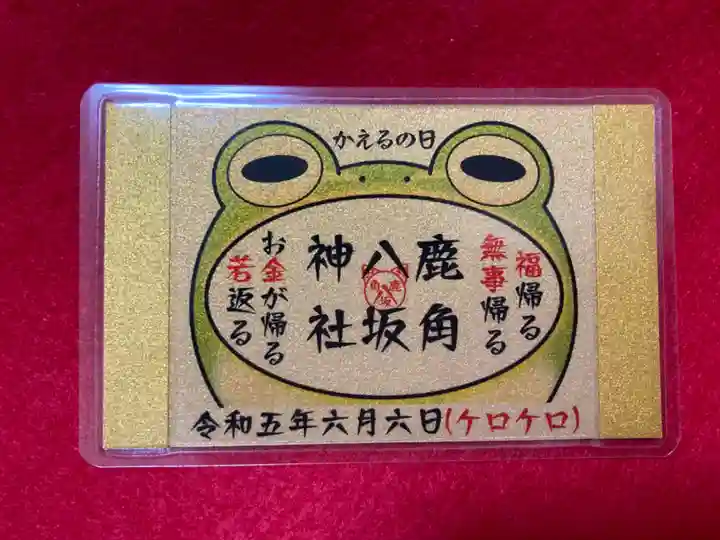 かえるの日
福帰る
無事帰る
鹿角
八坂
神社
お金が帰る
若返る
令和五年六月六日(ケロケロ)